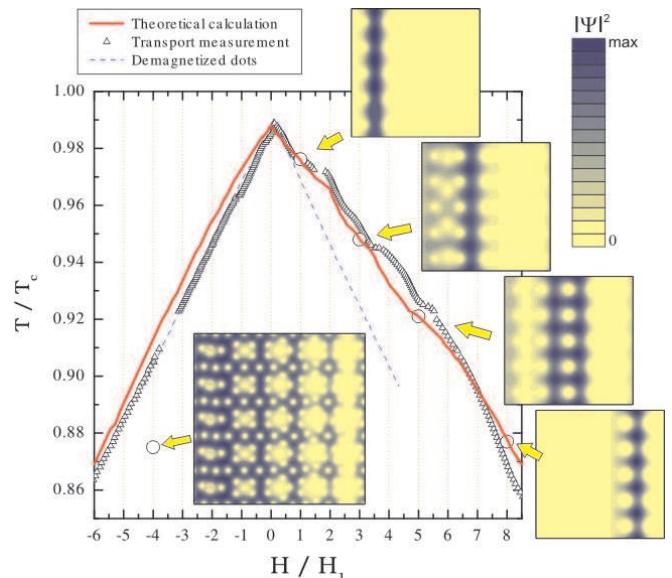 Theoretical calculation
Transport measurement
Demagnetized dots
|Ψ|²
max
0
1.00
0.98
0.96
0.94
0.92
0.90
0.88
0.86
T / T_c
-6 -5 -4 -3 -2 -1 0 1 2 3 4 5 6 7 8
H / H₁